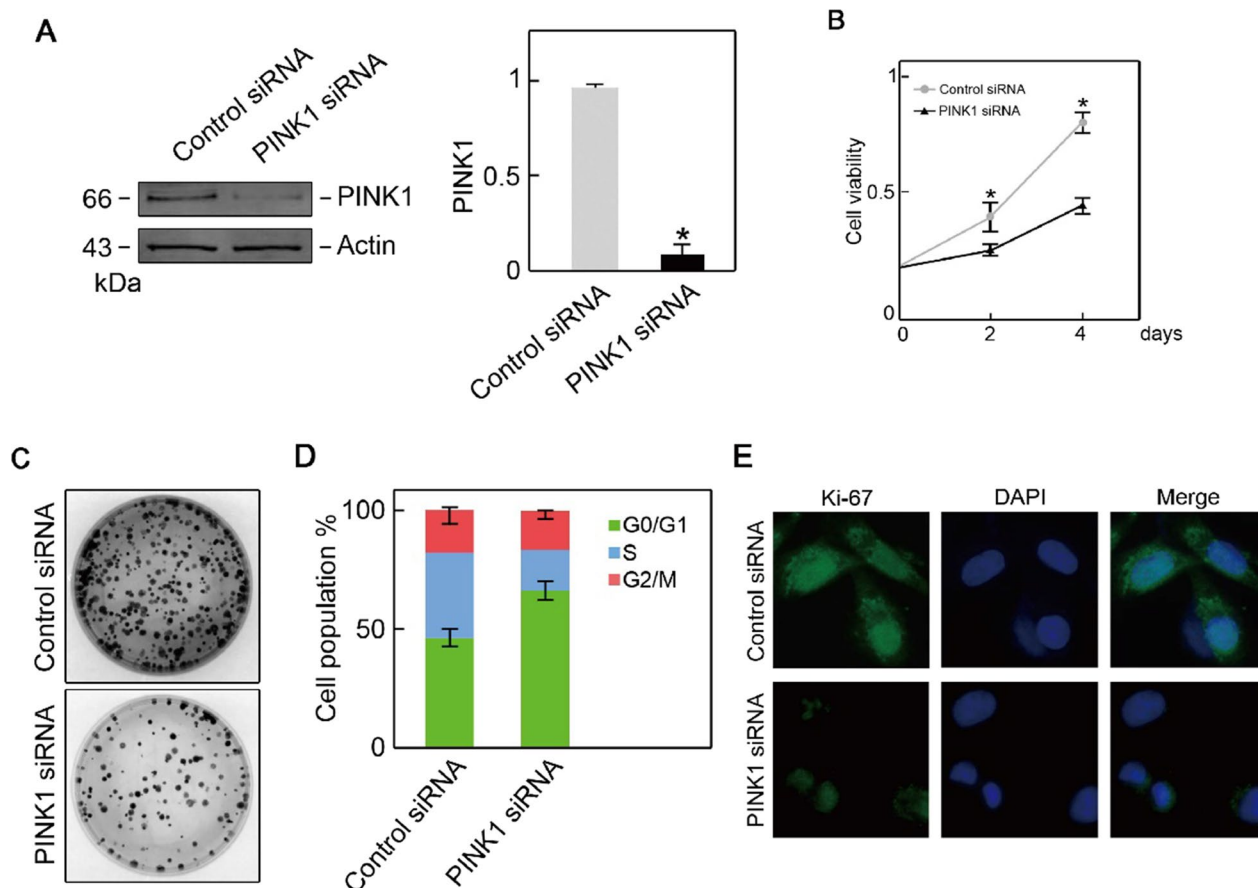 A
Control siRNA
PINK1 siRNA
66
PINK1
43
Actin
kDa
PINK1
1
0.5
0
*
Control siRNA
PINK1 siRNA
B
Cell viability
1
0.5
0
Control siRNA
PINK1 siRNA
*
*
0 2 4 days
C
Control siRNA
PINK1 siRNA
D
Cell population %
100
50
0
G0/G1
S
G2/M
Control siRNA
PINK1 siRNA
E
Ki-67 DAPI Merge
Control siRNA
PINK1 siRNA